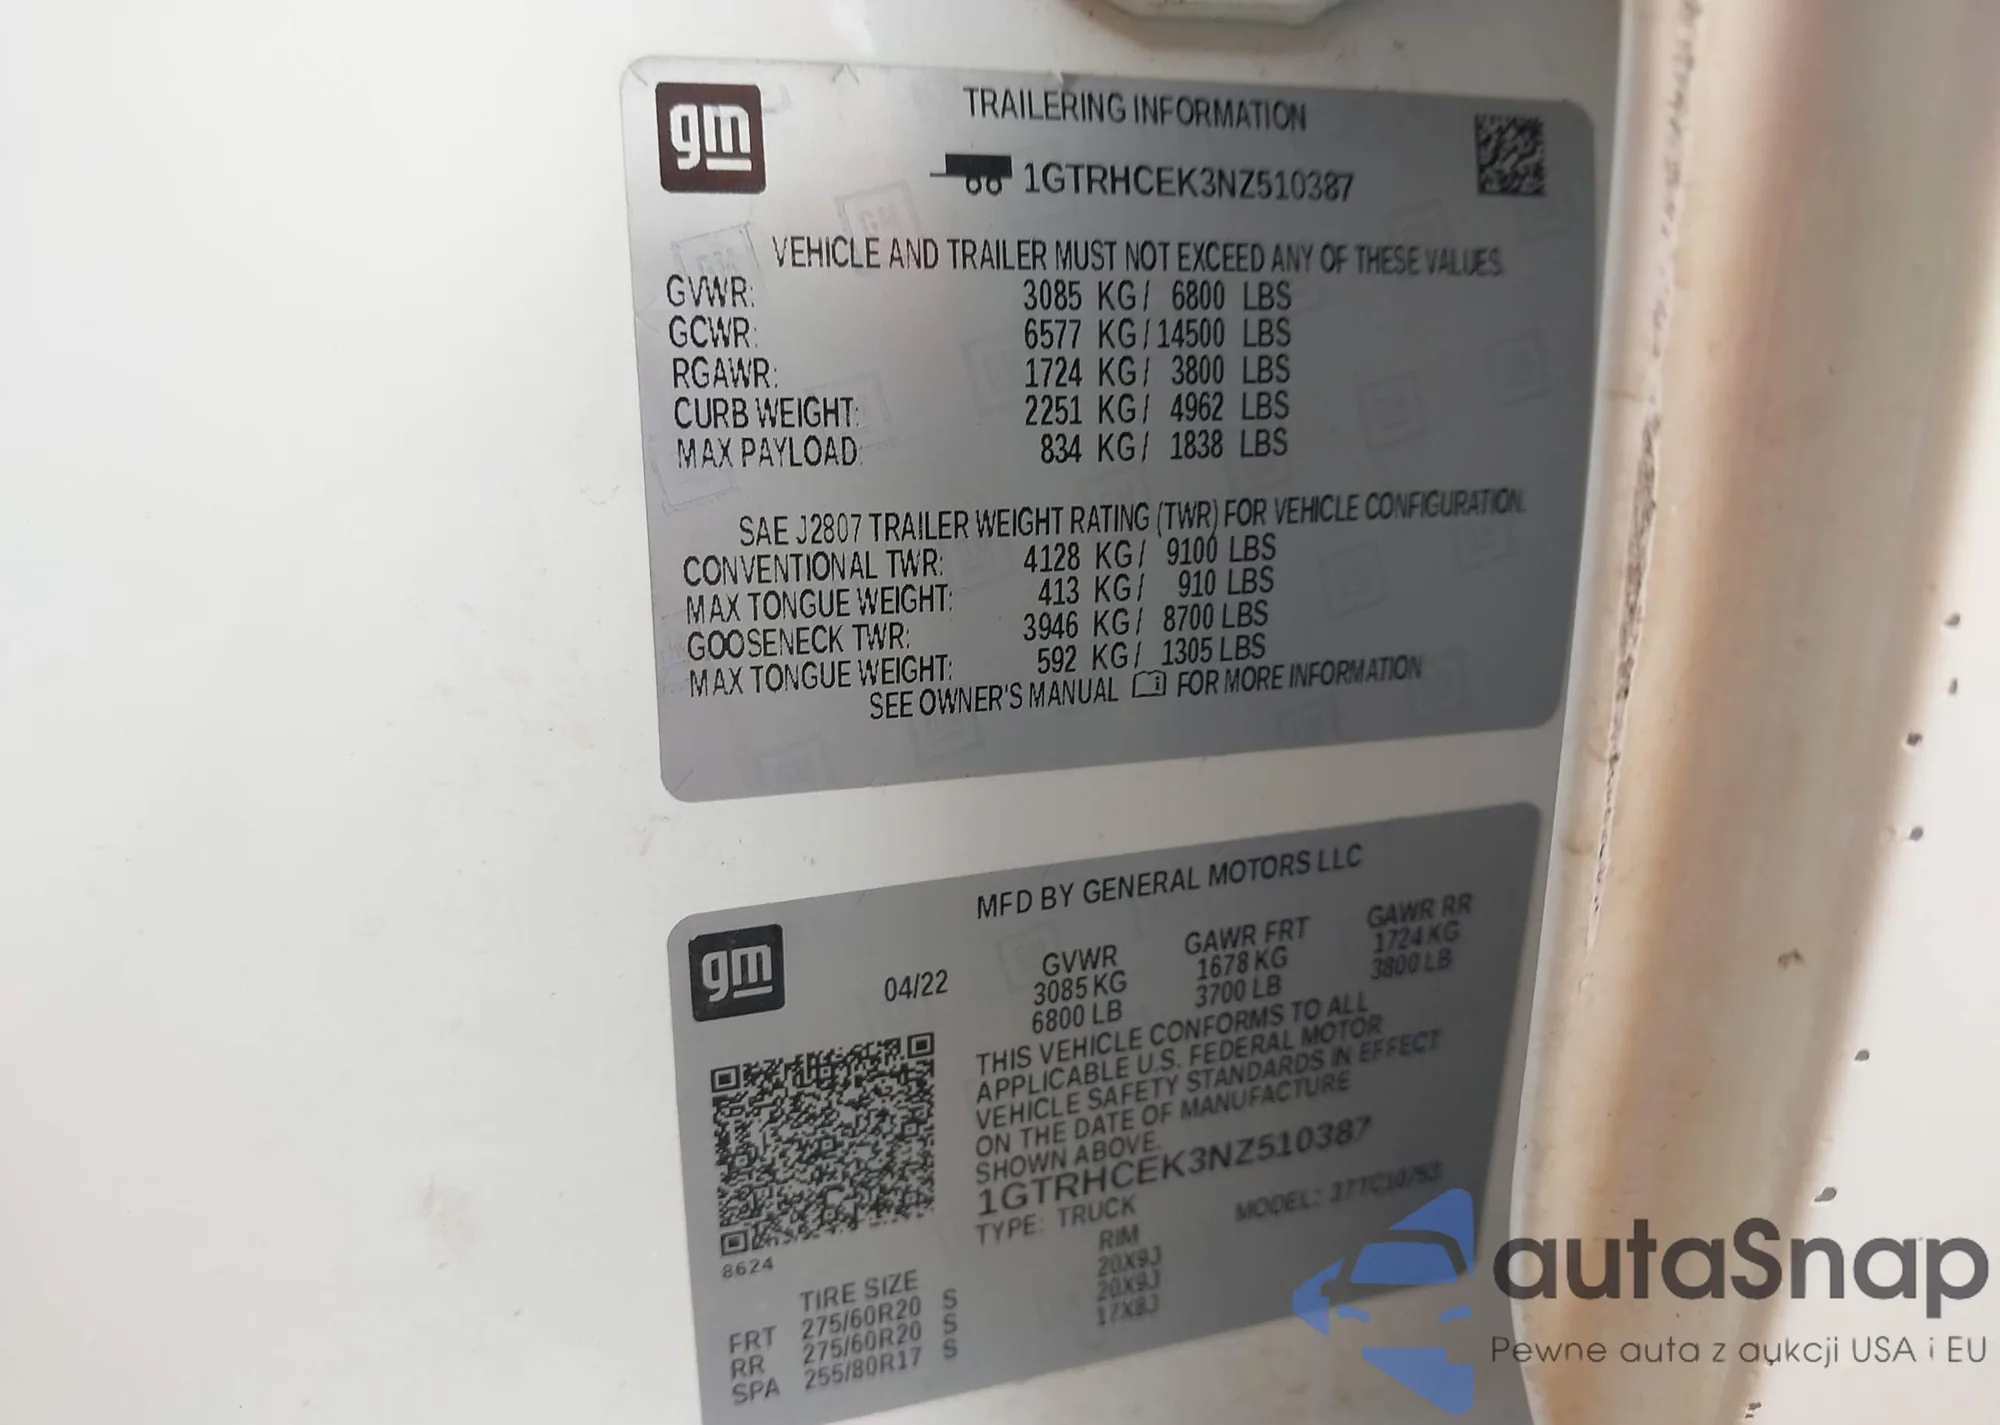 gm
TRAILERING INFORMATION
1GTRHCEK3NZ510387
VEHICLE AND TRAILER MUST NOT EXCEED ANY OF THESE VALUES
GVWR: 3085 KG/ 6800 LBS
GCWR: 6577 KG/14500 LBS
RGAWR: 1724 KG/ 3800 LBS
CURB WEIGHT: 2251 KG/ 4962 LBS
MAX PAYLOAD: 834 KG/ 1838 LBS
SAE J2807 TRAILER WEIGHT RATING (TWR) FOR VEHICLE CONFIGURATION.
CONVENTIONAL TWR: 4128 KG/ 9100 LBS
MAX TONGUE WEIGHT: 413 KG/ 910 LBS
GOOSENECK TWR: 3946 KG/ 8700 LBS
MAX TONGUE WEIGHT: 592 KG/ 1305 LBS
SEE OWNER'S MANUAL FOR MORE INFORMATION
MFD BY GENERAL MOTORS LLC
gm
04/22
GVWR GAWR FRT GAWR RR
3085 KG 1678 KG 1724 KG
6800 LB 3700 LB 3800 LB
THIS VEHICLE CONFORMS TO ALL
APPLICABLE U.S. FEDERAL MOTOR
VEHICLE SAFETY STANDARDS IN EFFECT
ON THE DATE OF MANUFACTURE
SHOWN ABOVE.
1GTRHCEK3NZ510387
TYPE: TRUCK MODEL:
8624
TIRE SIZE RIM
FRT 275/60R20 S 20X9J
RR 275/60R20 S 20X9J
SPA 255/80R17 S 17X8J
autaSnap
Pewne auta z aukcji USA i EU